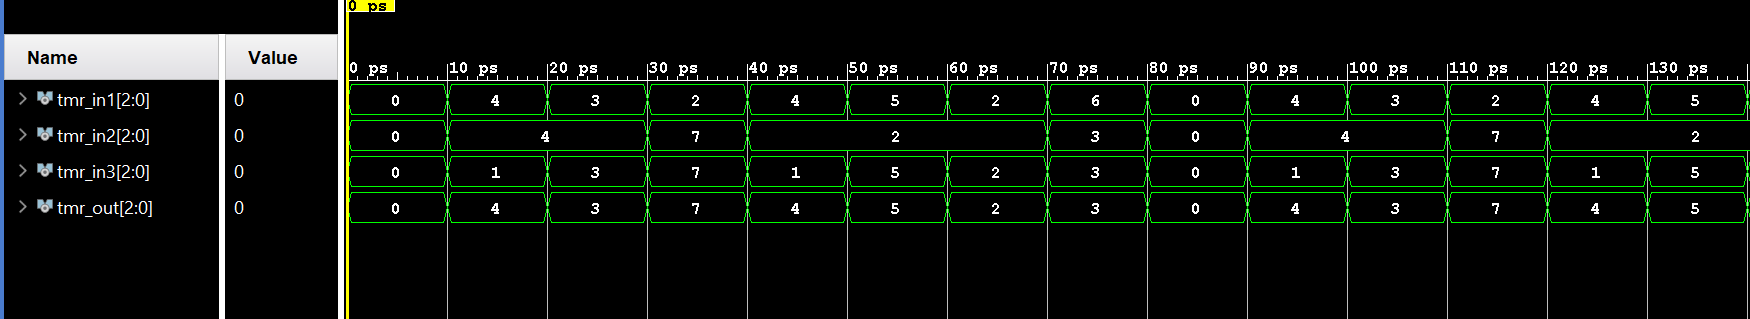 0 ps
Name Value
0 ps 10 ps 20 ps 30 ps 40 ps 50 ps 60 ps 70 ps 80 ps 90 ps 100 ps 110 ps 120 ps 130 ps
tmr_in1[2:0] 0 0 4 3 2 4 5 2 6 0 4 3 2 4 5
tmr_in2[2:0] 0 0 4 7 2 3 0 4 7 2
tmr_in3[2:0] 0 0 1 3 7 1 5 2 3 0 1 3 7 1 5
tmr_out[2:0] 0 0 4 3 7 4 5 2 3 0 4 3 7 4 5